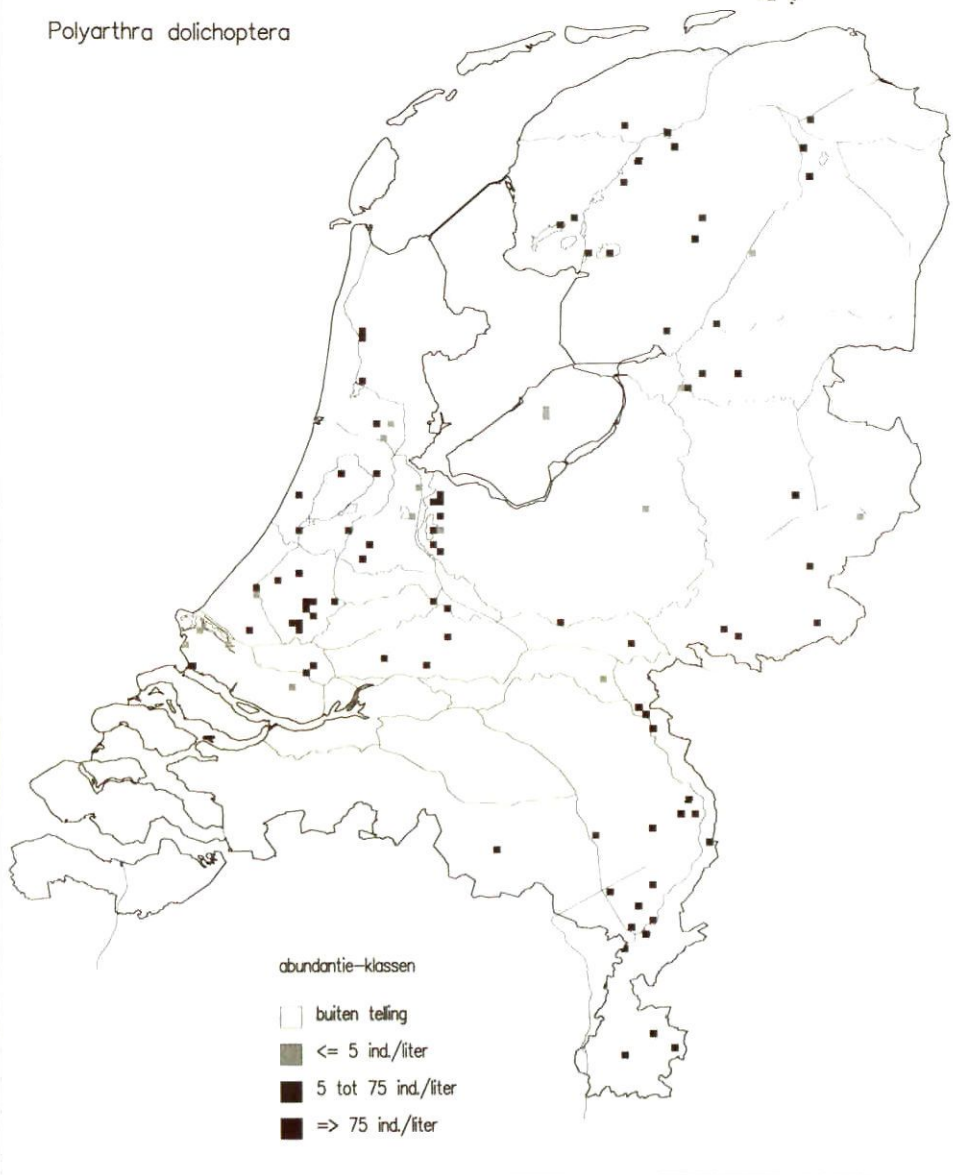 Polyarthra dolichoptera
abundantie-klassen
buiten telling
<= 5 ind./liter
5 tot 75 ind./liter
=> 75 ind./liter